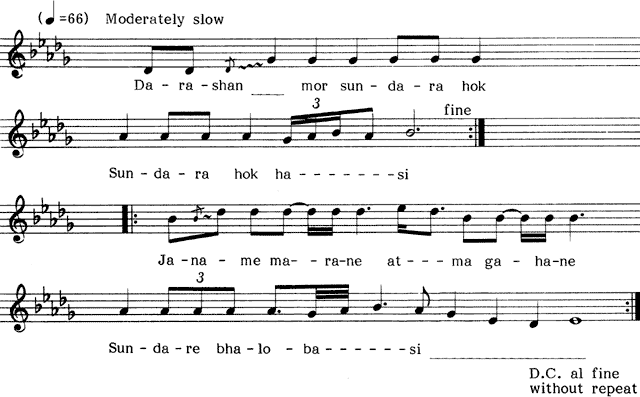 (♩=66) Moderately slow
Da-ra-shan ____ mor sun-da-ra hok
3
fine
Sun-da-ra hok ha-------si
Ja-na-me ma--ra-ne at---ma ga-ha-ne
3
Sun-da-re bha-lo-ba------si ____________
D.C. al fine
without repeat